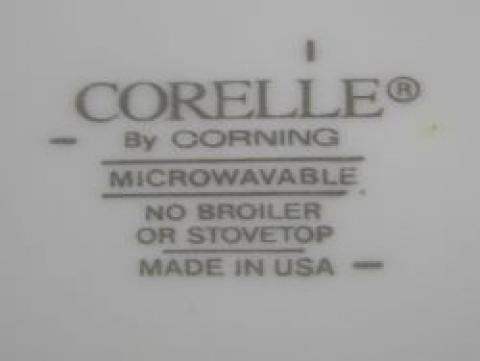 CORELLE®
By CORNING
MICROWAVABLE
NO BROILER
OR STOVETOP
MADE IN USA